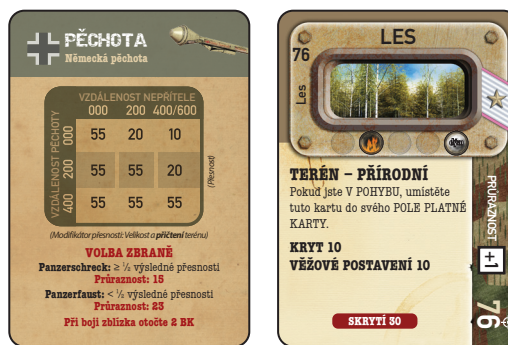 PĚCHOTA
Německá pěchota
VZDÁLENOST NEPŘÍTELE
000 200 400/600
VZDÁLENOST PĚCHOTY
000 55 20 10
200 55 55 20
400 55 55 55
(Přesnost)
(Modifikátor přesnosti: Velikost a přičtení terénu)
VOLBA ZBRANĚ
Panzerschreck: ≥ ½ výsledné přesnosti
Průraznost: 15
Panzerfaust: < ½ výsledné přesnosti
Průraznost: 23
Při boji zblízka otočte 2 BK
LES
76
Les
TERÉN – PŘÍRODNÍ
Pokud jste V POHYBU, umístěte
tuto kartu do svého POLE PLATNÉ
KARTY.
KRYT 10
VĚŽOVÉ POSTAVENÍ 10
SKRYTÍ 30
PRŮRAZNOST
+1
76